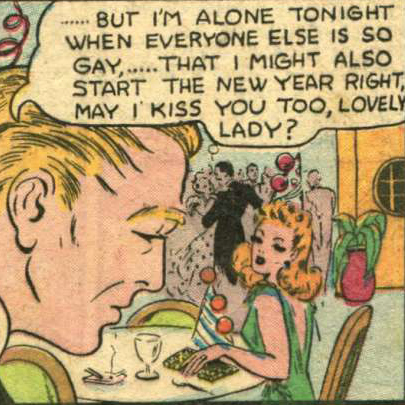 ...... BUT I'M ALONE TONIGHT
WHEN EVERYONE ELSE IS SO
GAY,..... THAT I MIGHT ALSO
START THE NEW YEAR RIGHT,
MAY I KISS YOU TOO, LOVELY
LADY?